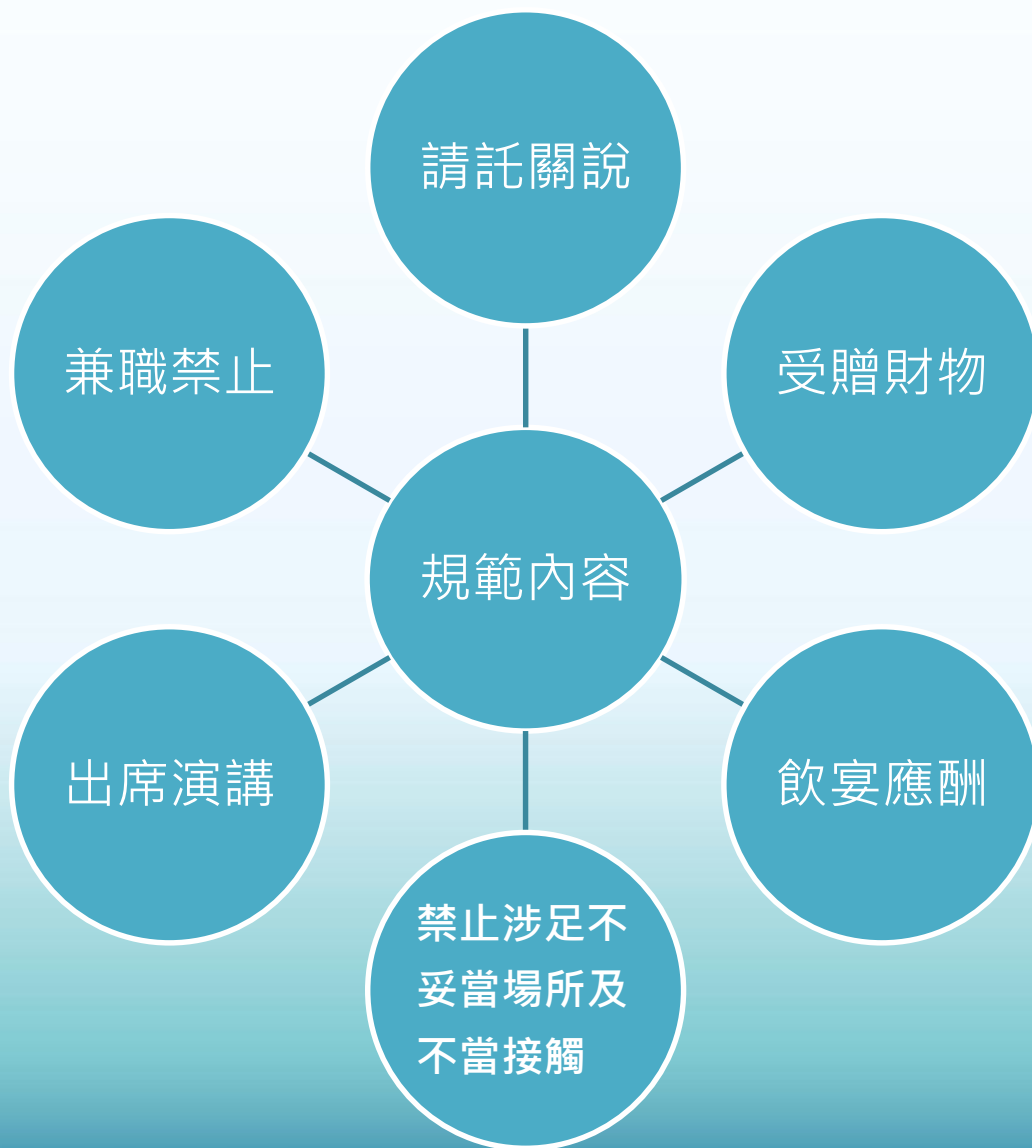 請託關說
兼職禁止
受贈財物
規範內容
出席演講
飲宴應酬
禁止涉足不
妥當場所及
不當接觸